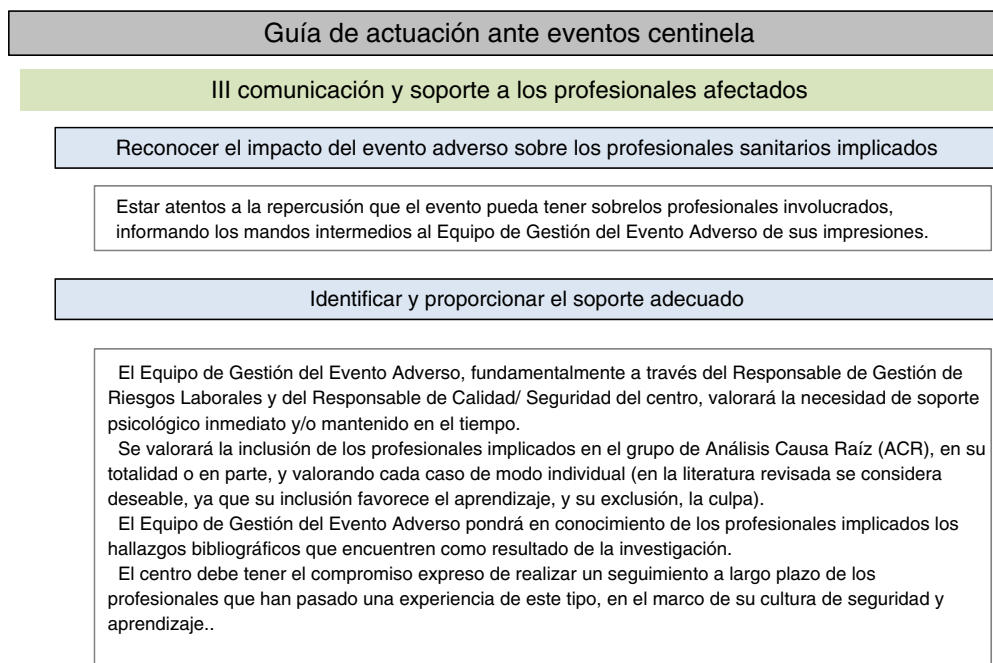 Guía de actuación ante eventos centinela
III comunicación y soporte a los profesionales afectados
Reconocer el impacto del evento adverso sobre los profesionales sanitarios implicados
Estar atentos a la repercusión que el evento pueda tener sobrelos profesionales involucrados,
informando los mandos intermedios al Equipo de Gestión del Evento Adverso de sus impresiones.
Identificar y proporcionar el soporte adecuado
El Equipo de Gestión del Evento Adverso, fundamentalmente a través del Responsable de Gestión de
Riesgos Laborales y del Responsable de Calidad/ Seguridad del centro, valorará la necesidad de soporte
psicológico inmediato y/o mantenido en el tiempo.
Se valorará la inclusión de los profesionales implicados en el grupo de Análisis Causa Raíz (ACR), en su
totalidad o en parte, y valorando cada caso de modo individual (en la literatura revisada se considera
deseable, ya que su inclusión favorece el aprendizaje, y su exclusión, la culpa).
El Equipo de Gestión del Evento Adverso pondrá en conocimiento de los profesionales implicados los
hallazgos bibliográficos que encuentren como resultado de la investigación.
El centro debe tener el compromiso expreso de realizar un seguimiento a largo plazo de los
profesionales que han pasado una experiencia de este tipo, en el marco de su cultura de seguridad y
aprendizaje..